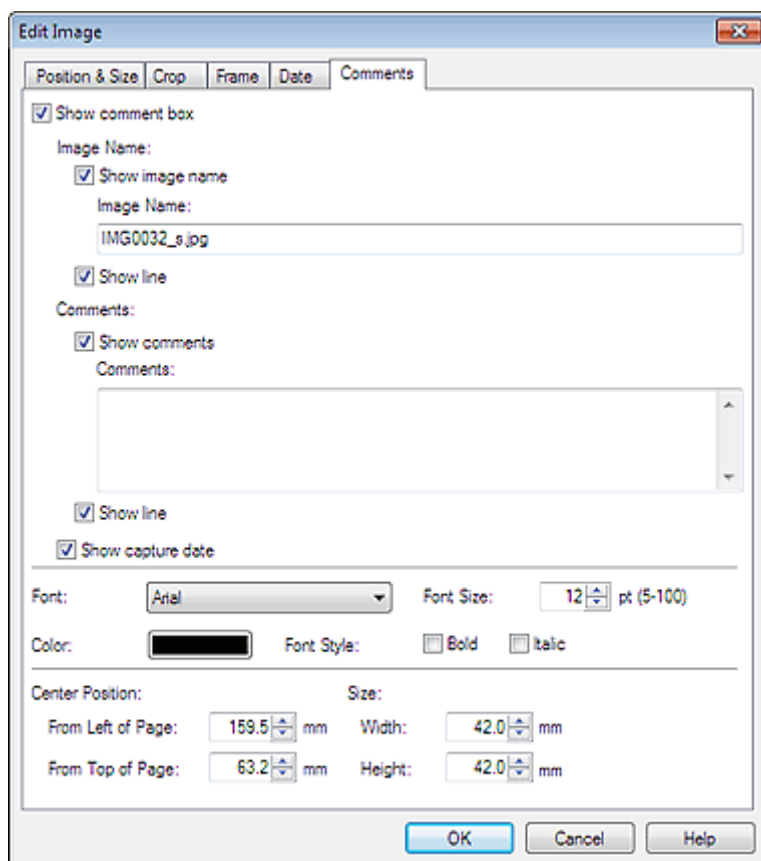 Edit Image
Position & Size Crop Frame Date Comments
Show comment box
Image Name:
Show image name
Image Name:
IMG0032_s.jpg
Show line
Comments:
Show comments
Comments:
Show line
Show capture date
Font: Arial Font Size: 12 pt (5-100)
Color: Font Style: Bold Italic
Center Position: Size:
From Left of Page: 159.5 mm Width: 42.0 mm
From Top of Page: 63.2 mm Height: 42.0 mm
OK Cancel Help